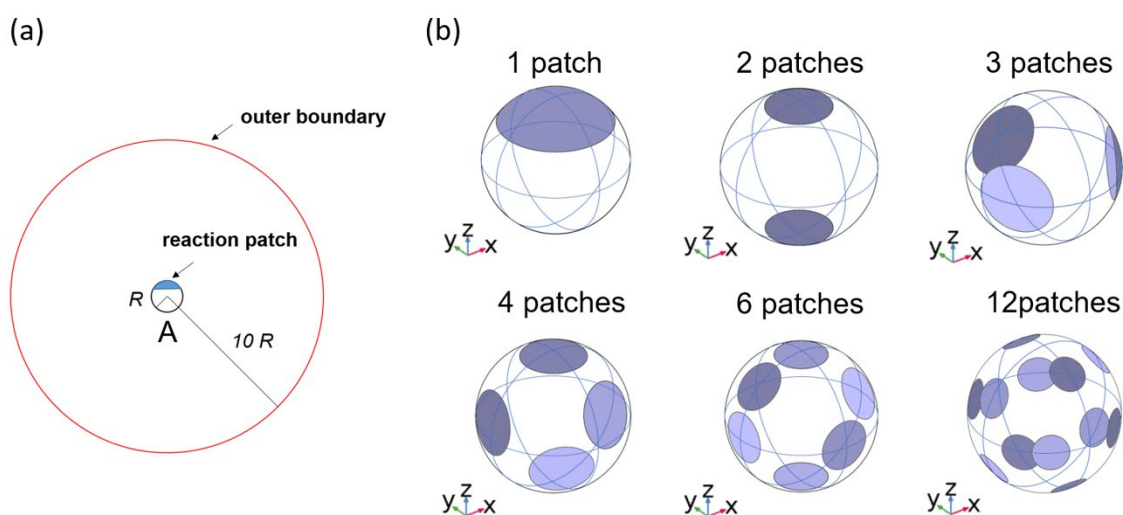 (a)
outer boundary
reaction patch
R
A
10 R
(b)
1 patch
2 patches
3 patches
y z x
y z x
y z x
4 patches
6 patches
12patches
y z x
y z x
y z x